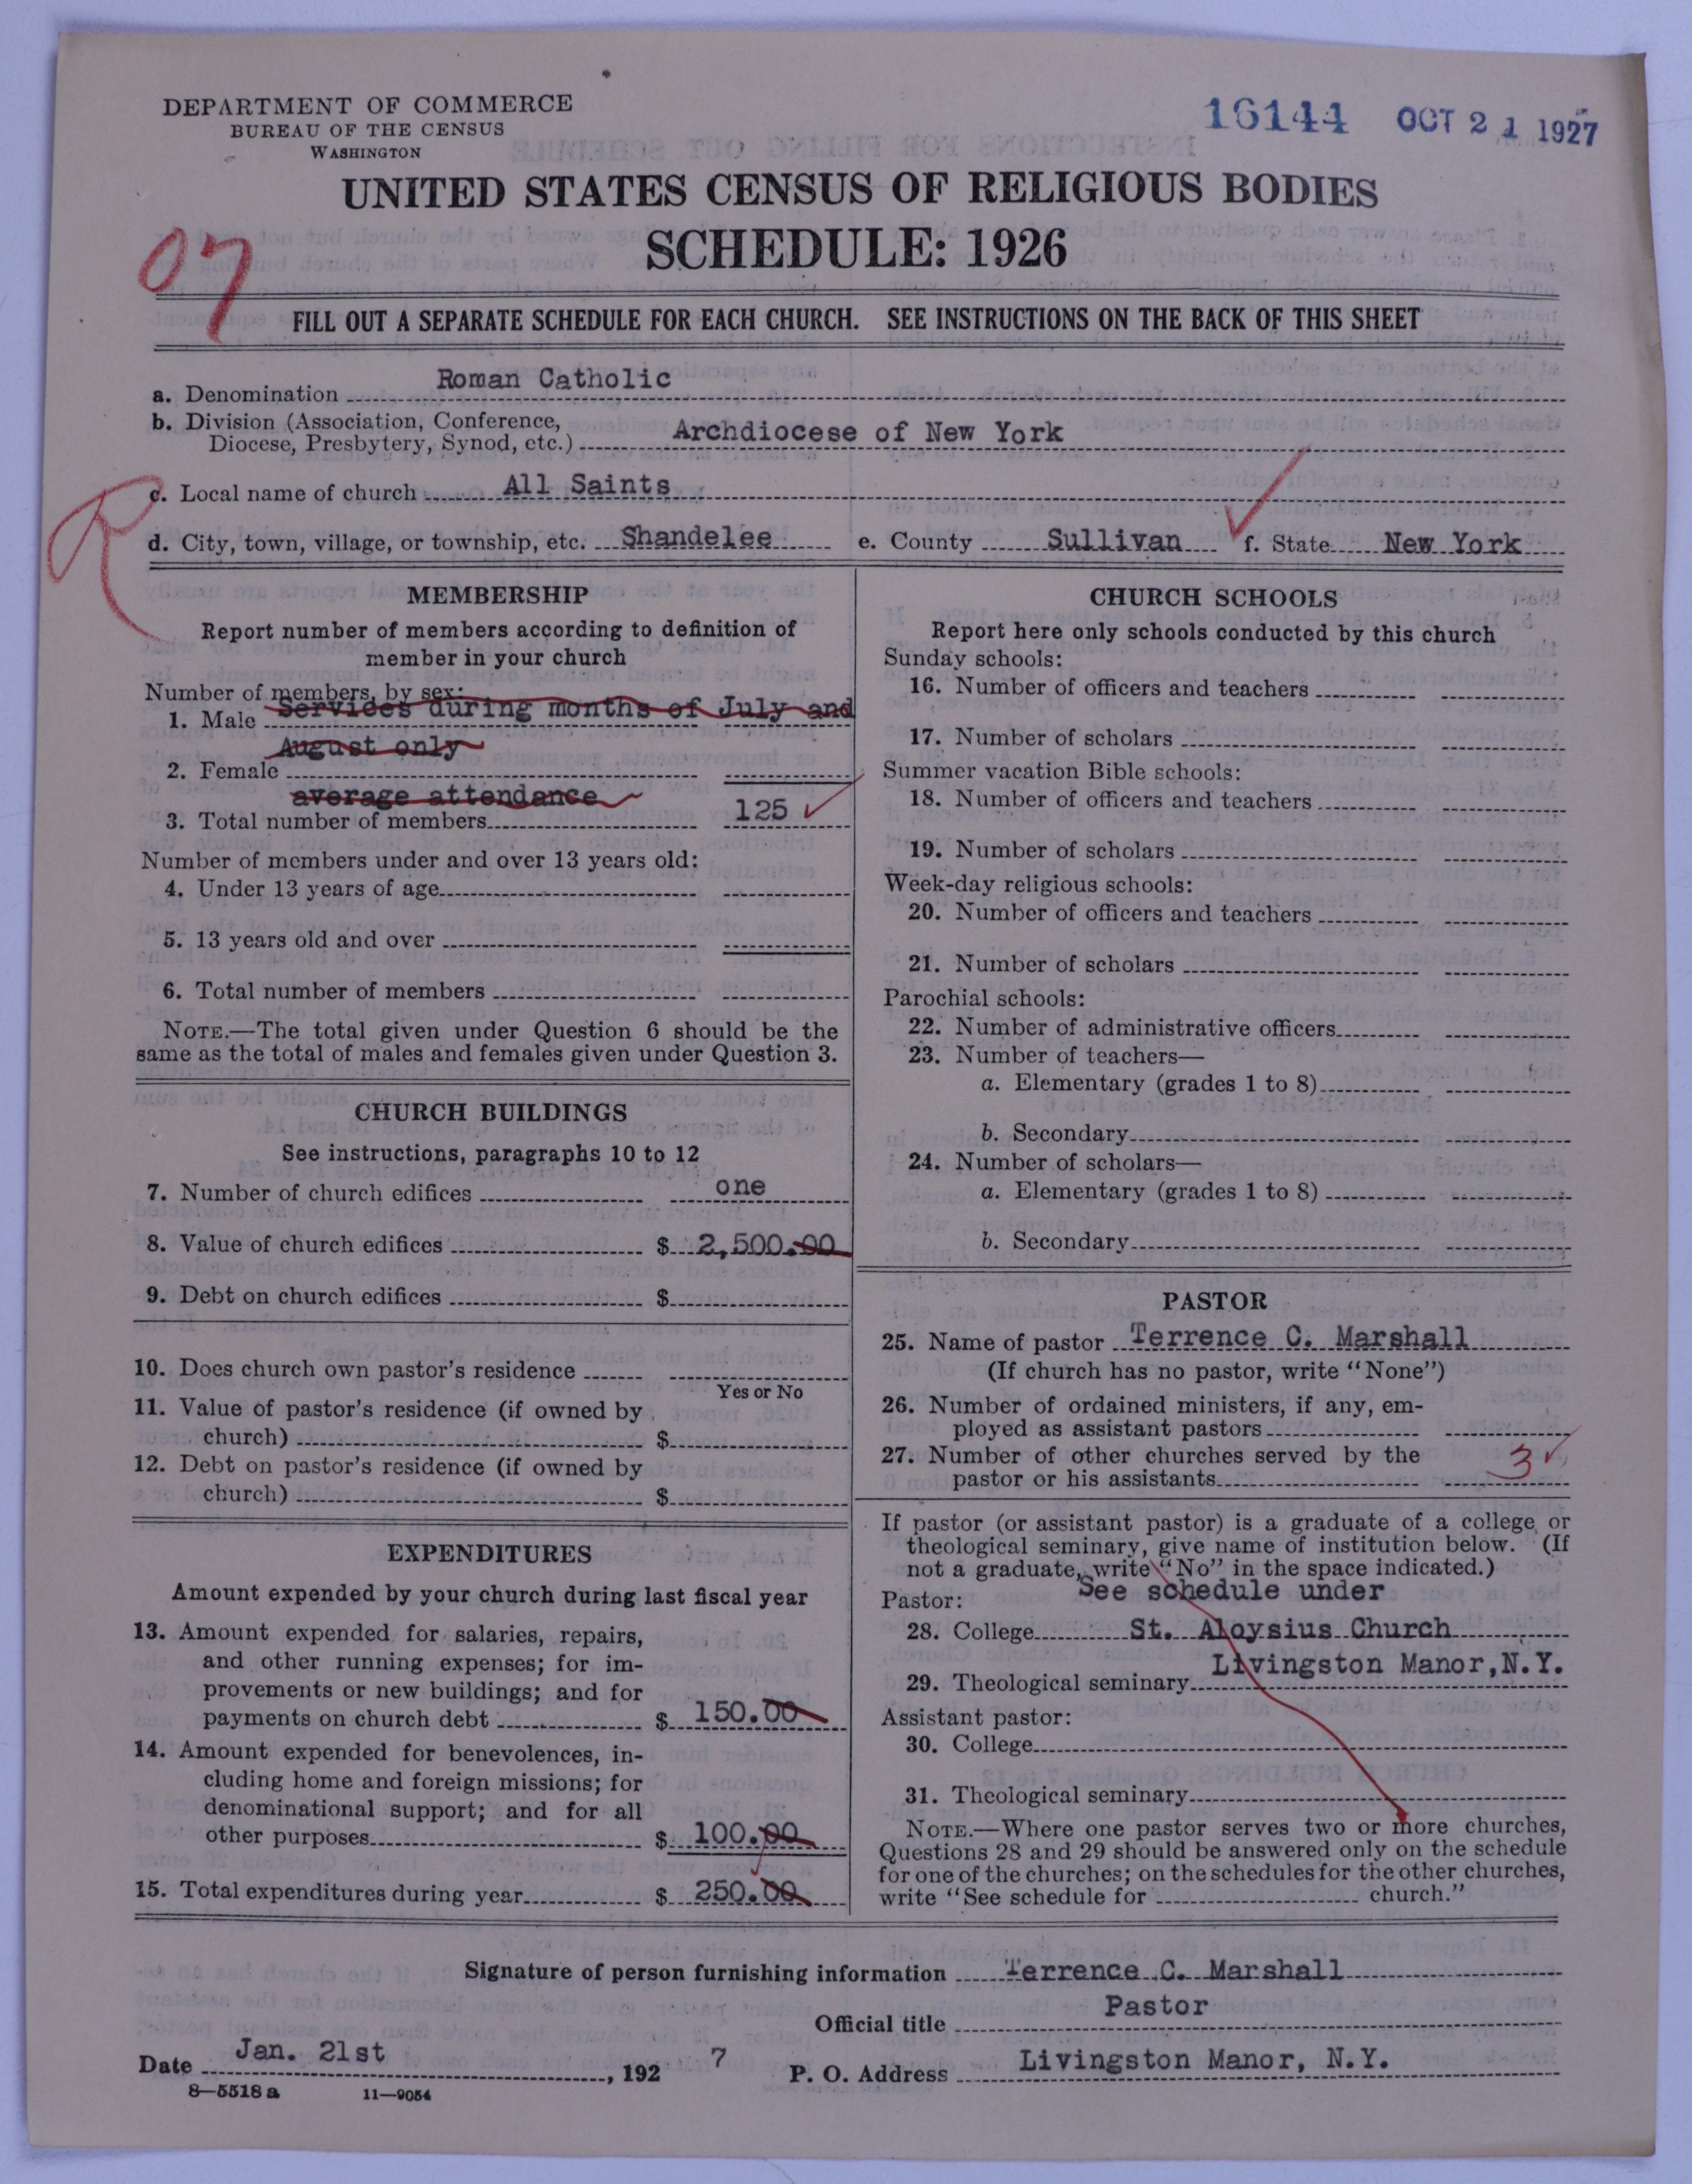 DEPARTMENT OF COMMERCE
BUREAU OF THE CENSUS
WASHINGTON
16144 OCT 21 1927
UNITED STATES CENSUS OF RELIGIOUS BODIES
SCHEDULE: 1926
07
FILL OUT A SEPARATE SCHEDULE FOR EACH CHURCH. SEE INSTRUCTIONS ON THE BACK OF THIS SHEET
a. Denomination Roman Catholic
b. Division (Association, Conference,
Diocese, Presbytery, Synod, etc.) Archdiocese of New York
R
c. Local name of church All Saints
d. City, town, village, or township, etc. Shandelee e. County Sullivan f. State New York
MEMBERSHIP
Report number of members according to definition of
member in your church
Number of members, by sex:
1. Male Services during months of July and
August only
2. Female
average attendance
3. Total number of members 125
Number of members under and over 13 years old:
4. Under 13 years of age
5. 13 years old and over
6. Total number of members
NOTE.—The total given under Question 6 should be the
same as the total of males and females given under Question 3.
CHURCH BUILDINGS
See instructions, paragraphs 10 to 12
7. Number of church edifices one
8. Value of church edifices $ 2,500.00
9. Debt on church edifices $
10. Does church own pastor's residence
Yes or No
11. Value of pastor's residence (if owned by
church) $
12. Debt on pastor's residence (if owned by
church) $
EXPENDITURES
Amount expended by your church during last fiscal year
13. Amount expended for salaries, repairs,
and other running expenses; for im-
provements or new buildings; and for
payments on church debt $ 150.00
14. Amount expended for benevolences, in-
cluding home and foreign missions; for
denominational support; and for all
other purposes $ 100.00
15. Total expenditures during year $ 250.00
CHURCH SCHOOLS
Report here only schools conducted by this church
Sunday schools:
16. Number of officers and teachers
17. Number of scholars
Summer vacation Bible schools:
18. Number of officers and teachers
19. Number of scholars
Week-day religious schools:
20. Number of officers and teachers
21. Number of scholars
Parochial schools:
22. Number of administrative officers
23. Number of teachers—
a. Elementary (grades 1 to 8)
b. Secondary
24. Number of scholars—
a. Elementary (grades 1 to 8)
b. Secondary
PASTOR
25. Name of pastor Terrence C. Marshall
(If church has no pastor, write "None")
26. Number of ordained ministers, if any, em-
ployed as assistant pastors
27. Number of other churches served by the
pastor or his assistants 3
If pastor (or assistant pastor) is a graduate of a college or
theological seminary, give name of institution below. (If
not a graduate, write "No" in the space indicated.)
Pastor: See schedule under
28. College St. Aloysius Church
29. Theological seminary Livingston Manor,N.Y.
Assistant pastor:
30. College
31. Theological seminary
NOTE.—Where one pastor serves two or more churches,
Questions 28 and 29 should be answered only on the schedule
for one of the churches; on the schedules for the other churches,
write "See schedule for church."
Signature of person furnishing information Terrence C. Marshall
Official title Pastor
Date Jan. 21st, 192 7 P. O. Address Livingston Manor, N.Y.
8—5518 a 11—9054